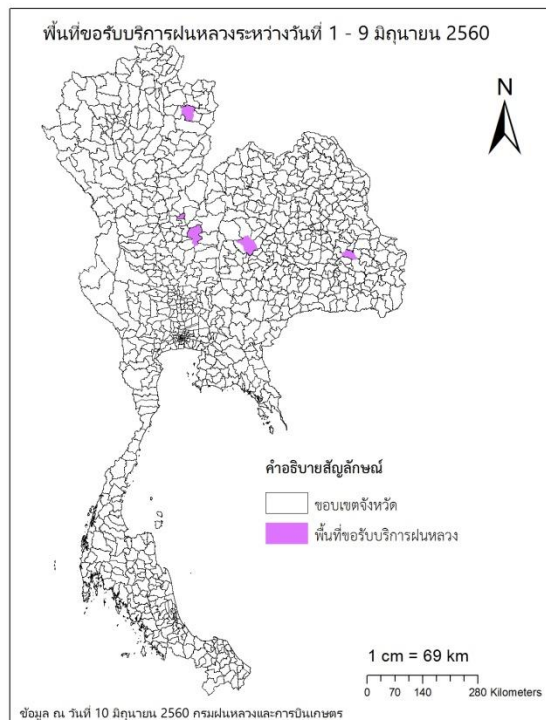 พื้นที่ขอรับบริการฝนหลวงระหว่างวันที่ 1 - 9 มิถุนายน 2560
N
คำอธิบายสัญลักษณ์
ขอบเขตจังหวัด
พื้นที่ขอรับบริการฝนหลวง
1 cm = 69 km
0 70 140 280 Kilometers
ข้อมูล ณ วันที่ 10 มิถุนายน 2560 กรมฝนหลวงและการบินเกษตร